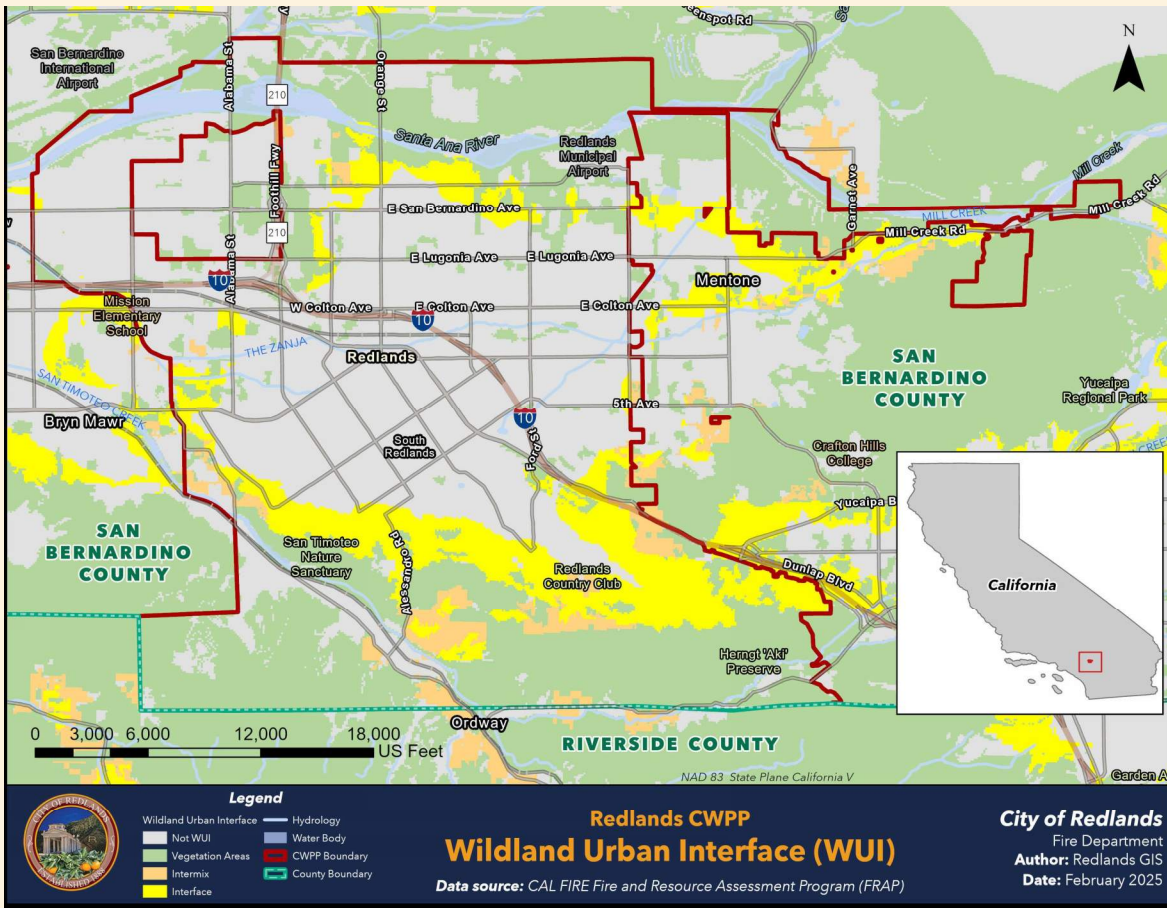 eenspot Rd
N
San Bernardino
International
Airport
Alabama St
Orange St
210
Santa Ana River
Redlands
Municipal
Airport
Foothill Fwy
Garnet Ave
Mill Creek
E San Bernardino Ave
MILL CREEK
Mill Creek Rd
Mill Creek Rd
210
E Lugonia Ave
E Lugonia Ave
Alabama St
10
Mentone
Mission
Elementary
School
W Colton Ave
E Colton Ave
E Colton Ave
10
THE ZANJA
Redlands
SAN
BERNARDINO
COUNTY
Yucaipa
Regional Park
SAN TIMOTEO CREEK
Bryn Mawr
5th Ave
10
South
Redlands
Ford St
Crafton Hills
College
Yucaipa B
SAN
BERNARDINO
COUNTY
San Timoteo
Nature
Sanctuary
Alessandro Rd
Redlands
Country Club
Dunlap Blvd
California
Herngt 'Aki'
Preserve
Ordway
0 3,000 6,000 12,000 18,000
US Feet
RIVERSIDE COUNTY
NAD 83 State Plane California V
Garden A
CITY OF REDLANDS
ESTABLISHED 1888
Legend
Wildland Urban Interface
Not WUI
Vegetation Areas
Intermix
Interface
Hydrology
Water Body
CWPP Boundary
County Boundary
Redlands CWPP
Wildland Urban Interface (WUI)
Data source: CAL FIRE Fire and Resource Assessment Program (FRAP)
City of Redlands
Fire Department
Author: Redlands GIS
Date: February 2025